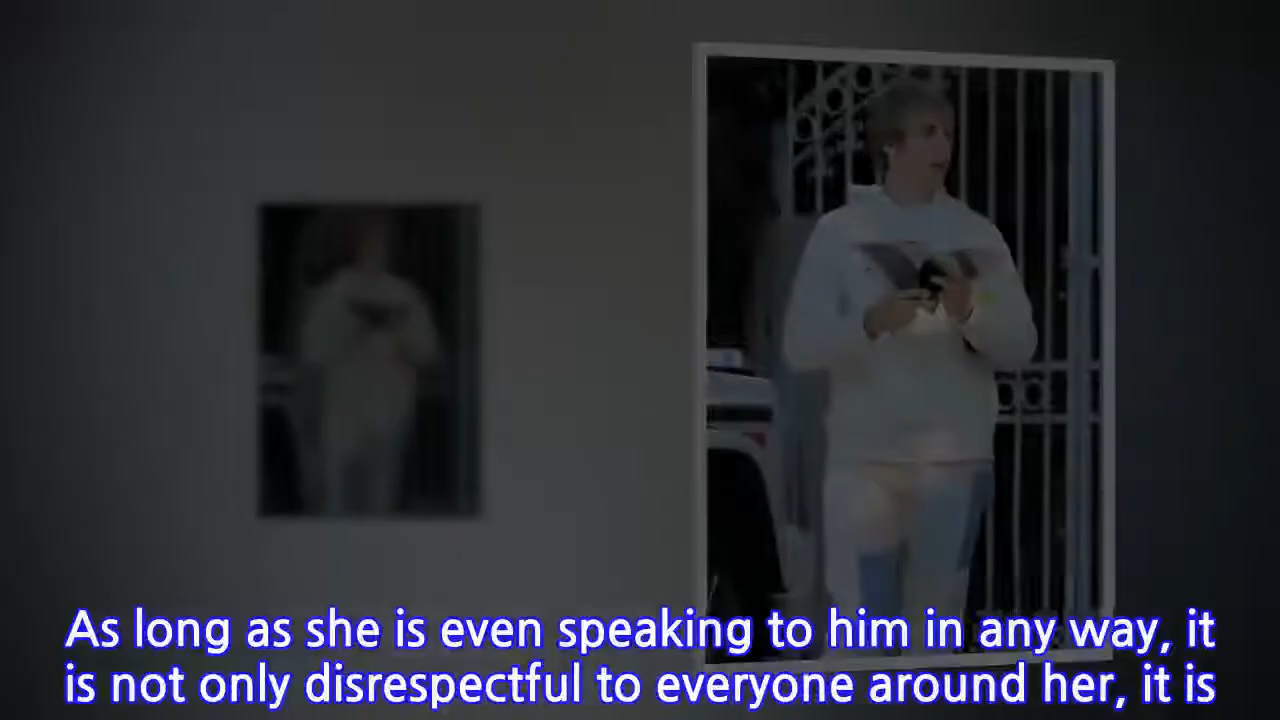 As long as she is even speaking to him in any way, it
is not only disrespectful to everyone around her, it is